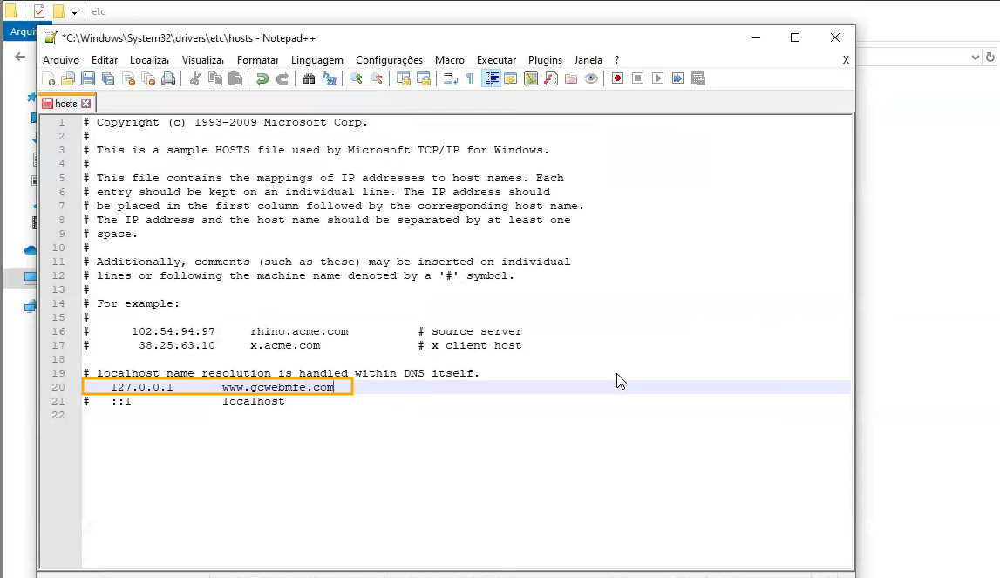 etc
Arqui
*C:\Windows\System32\drivers\etc\hosts - Notepad++
Arquivo Editar Localiza Visualiza Formatar Linguagem Configurações Macro Executar Plugins Janela ? X
hosts
1 # Copyright (c) 1993-2009 Microsoft Corp.
2 #
3 # This is a sample HOSTS file used by Microsoft TCP/IP for Windows.
4 #
5 # This file contains the mappings of IP addresses to host names. Each
6 # entry should be kept on an individual line. The IP address should
7 # be placed in the first column followed by the corresponding host name.
8 # The IP address and the host name should be separated by at least one
9 # space.
10 #
11 # Additionally, comments (such as these) may be inserted on individual
12 # lines or following the machine name denoted by a '#' symbol.
13 #
14 # For example:
15 #
16 # 102.54.94.97 rhino.acme.com # source server
17 # 38.25.63.10 x.acme.com # x client host
18
19 # localhost name resolution is handled within DNS itself.
20 127.0.0.1 www.gcwebmfe.com
21 # ::1 localhost
22